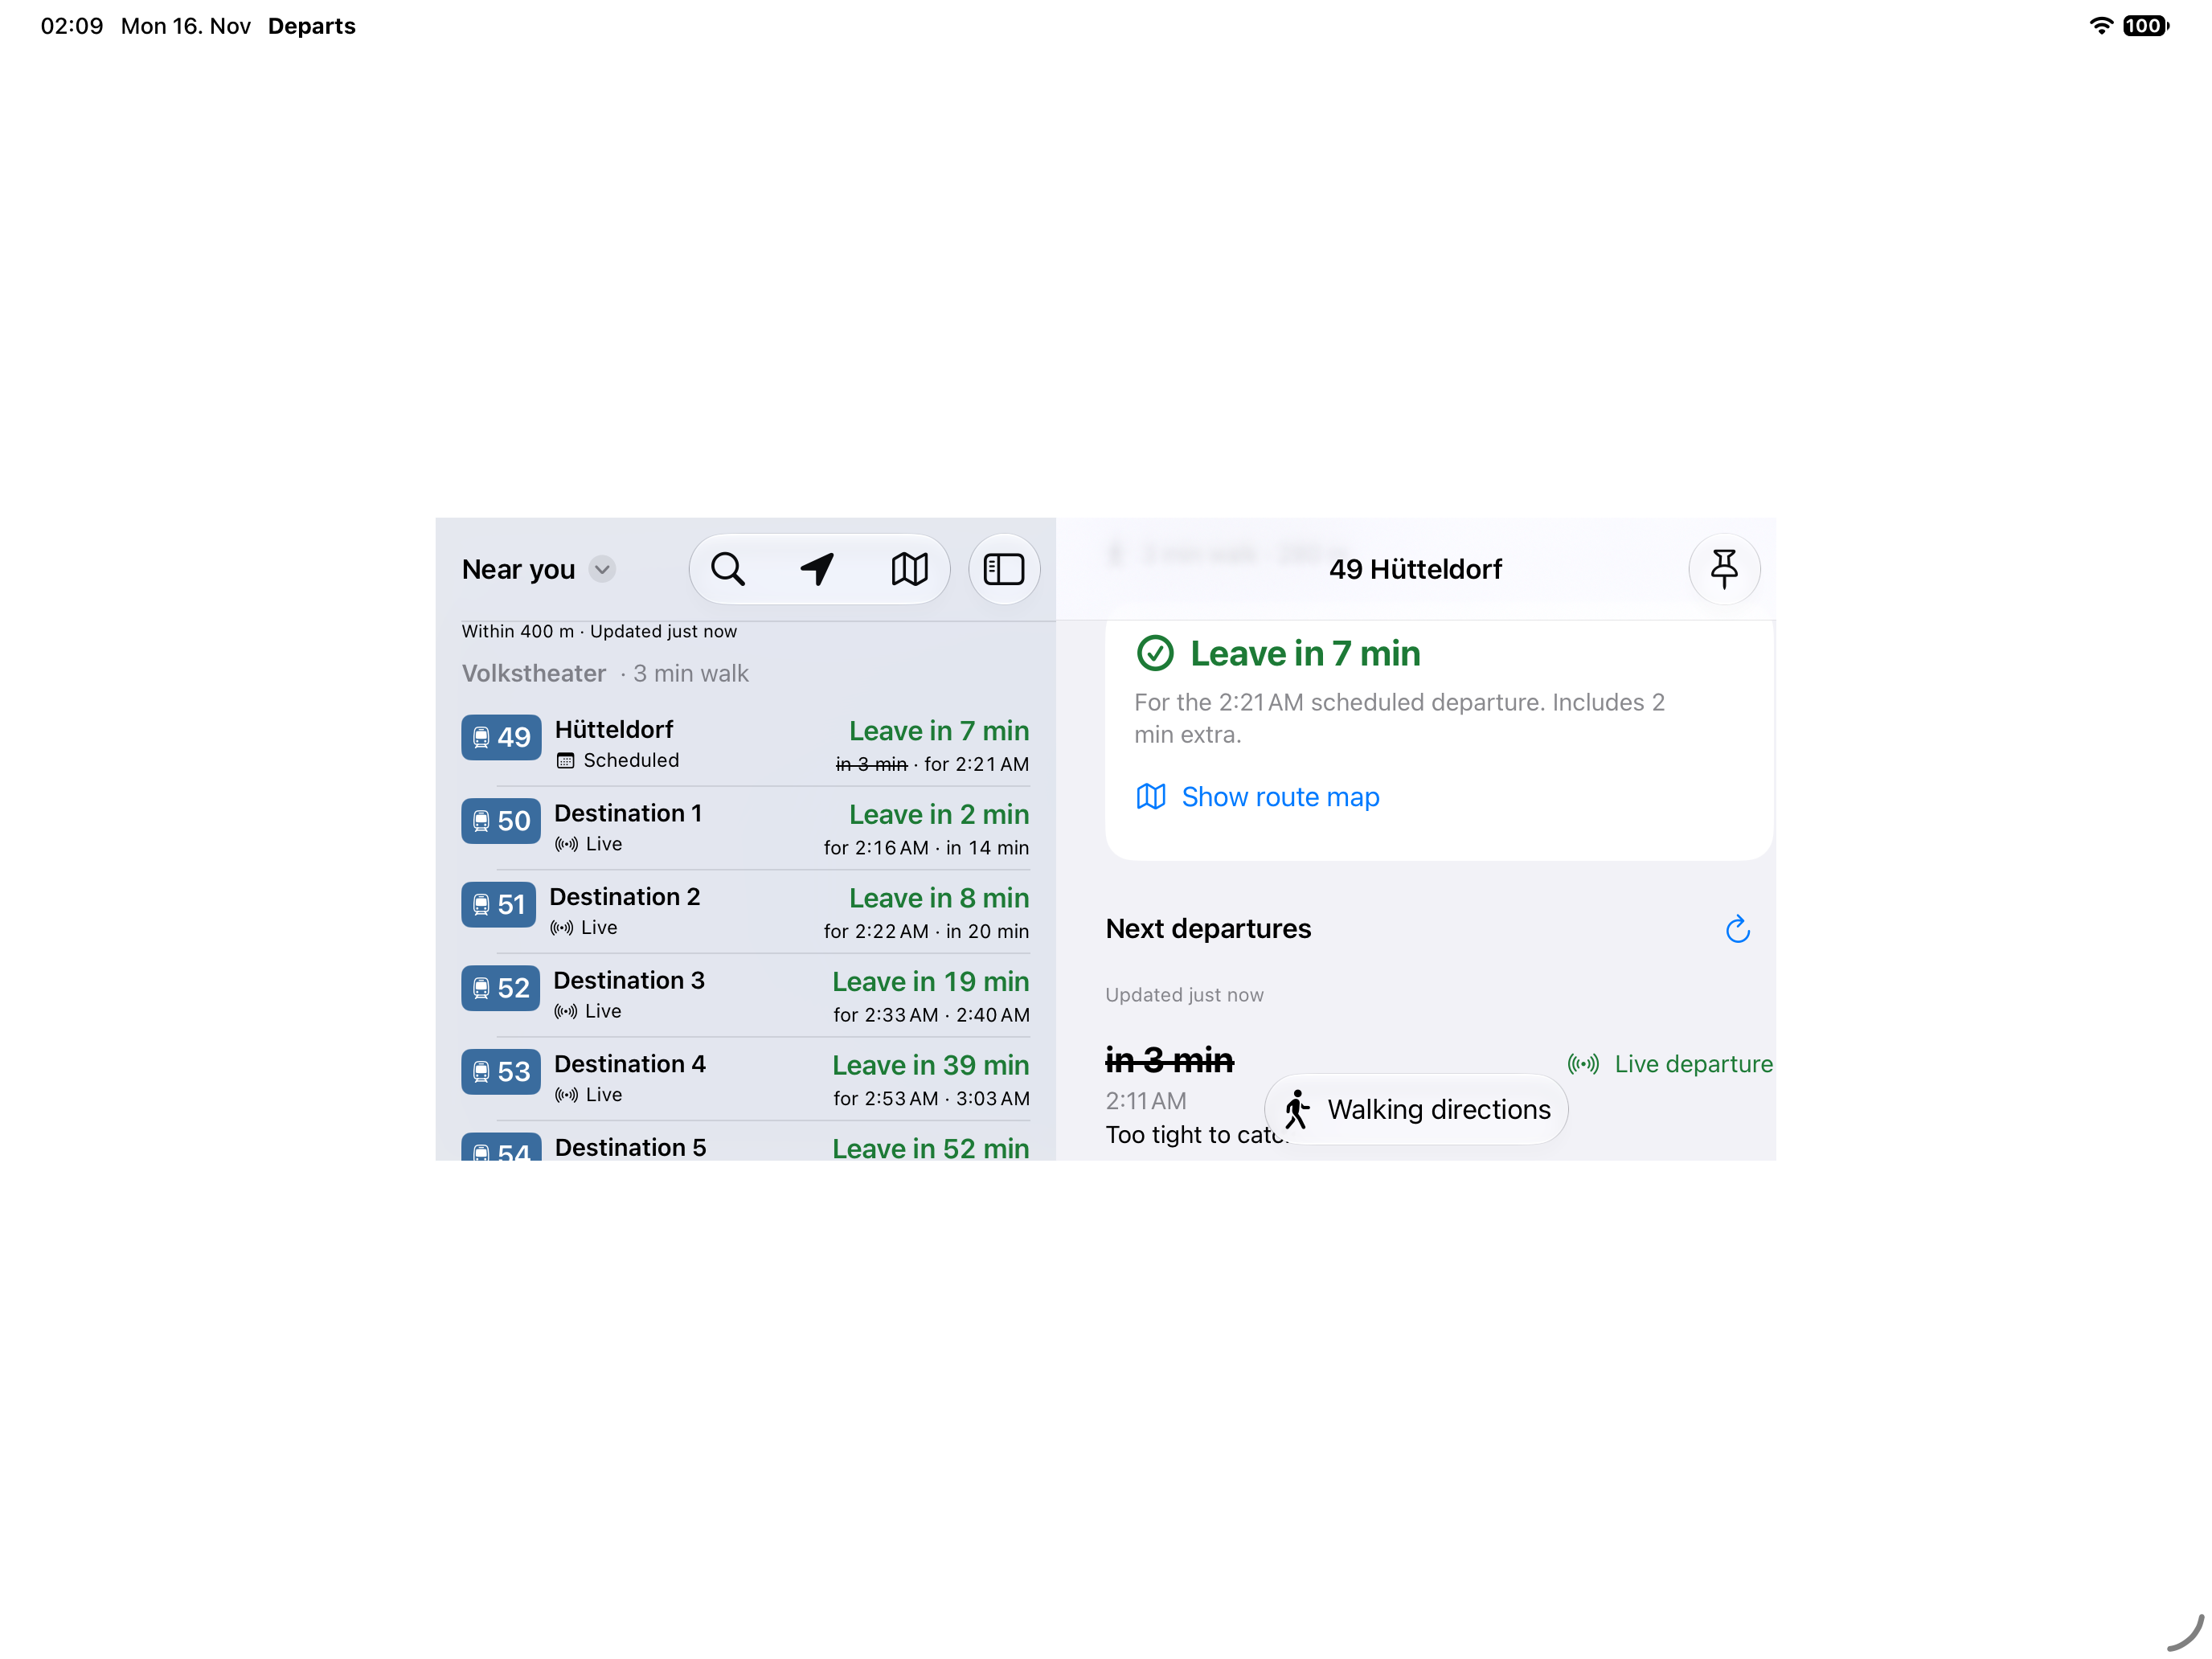 02:09 Mon 16. Nov Departs
100
Near you
Within 400 m · Updated just now
Volkstheater · 3 min walk
49 Hütteldorf Leave in 7 min
Scheduled in 3 min · for 2:21 AM
50 Destination 1 Leave in 2 min
Live for 2:16 AM · in 14 min
51 Destination 2 Leave in 8 min
Live for 2:22 AM · in 20 min
52 Destination 3 Leave in 19 min
Live for 2:33 AM · 2:40 AM
53 Destination 4 Leave in 39 min
Live for 2:53 AM · 3:03 AM
54 Destination 5 Leave in 52 min
49 Hütteldorf
Leave in 7 min
For the 2:21 AM scheduled departure. Includes 2
min extra.
Show route map
Next departures
Updated just now
in 3 min Live departure
2:11 AM
Too tight to
Walking directions